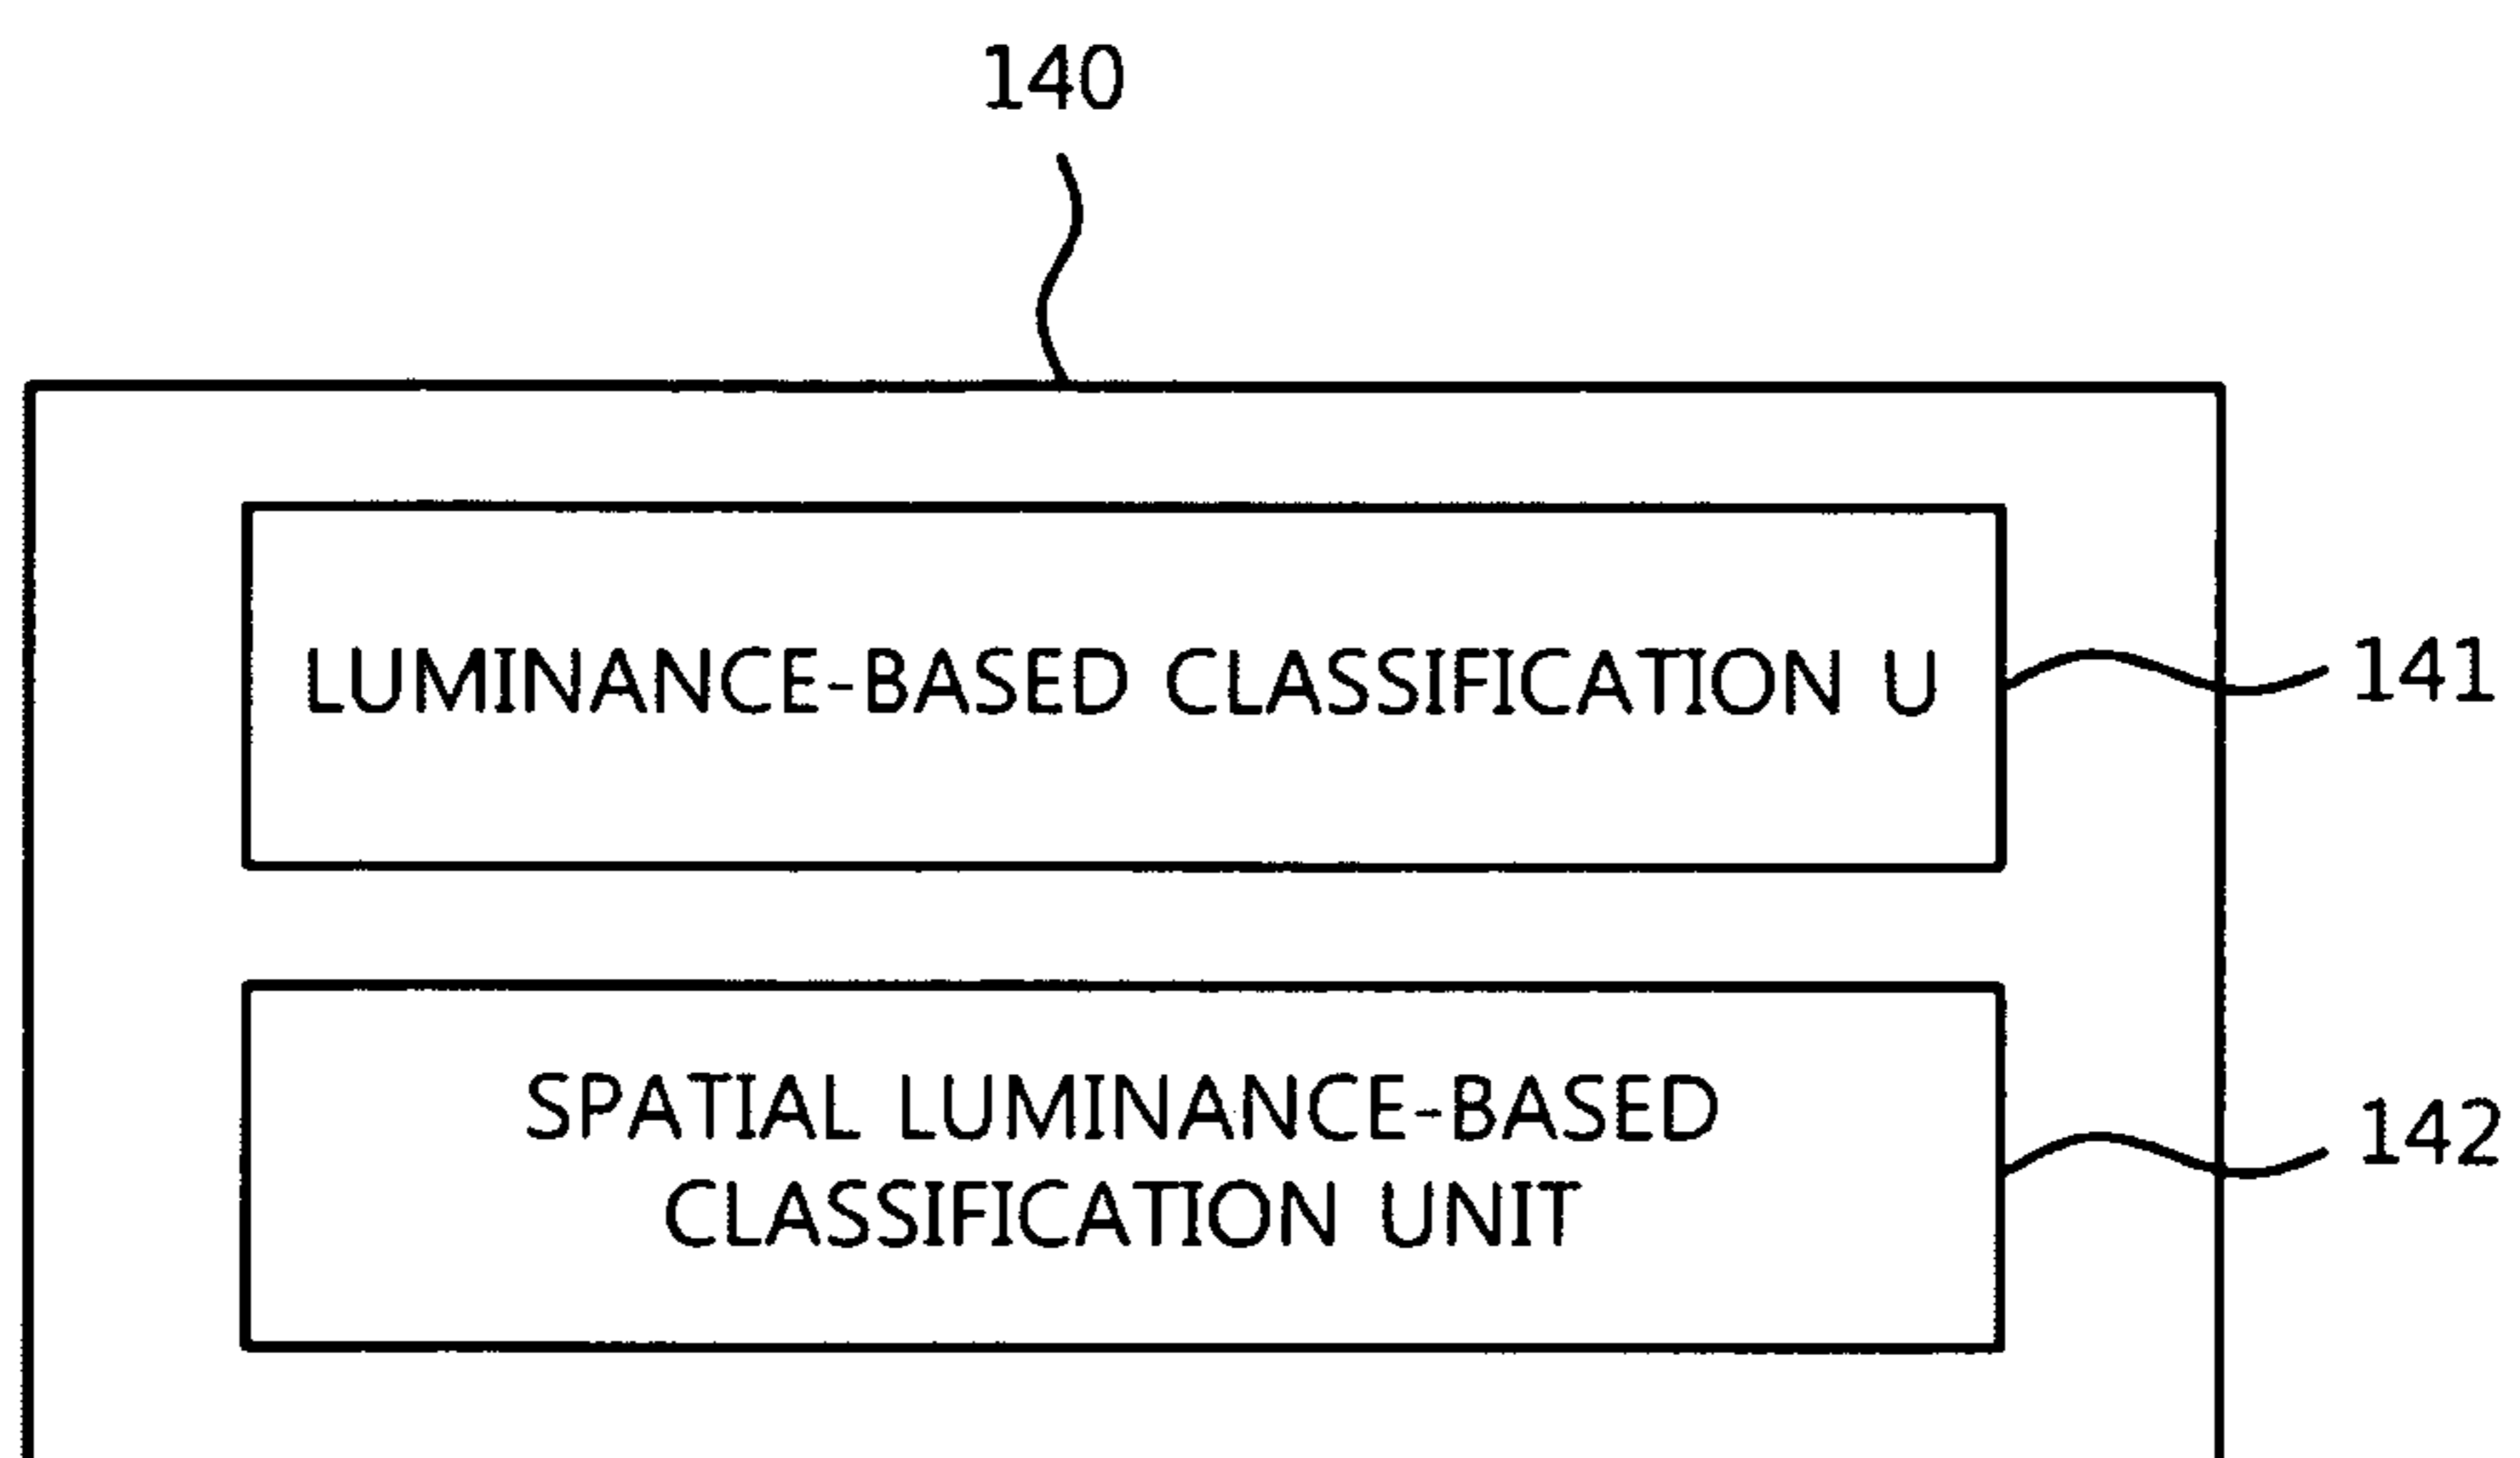 140
LUMINANCE-BASED CLASSIFICATION U
141
SPATIAL LUMINANCE-BASED
142
CLASSIFICATION UNIT